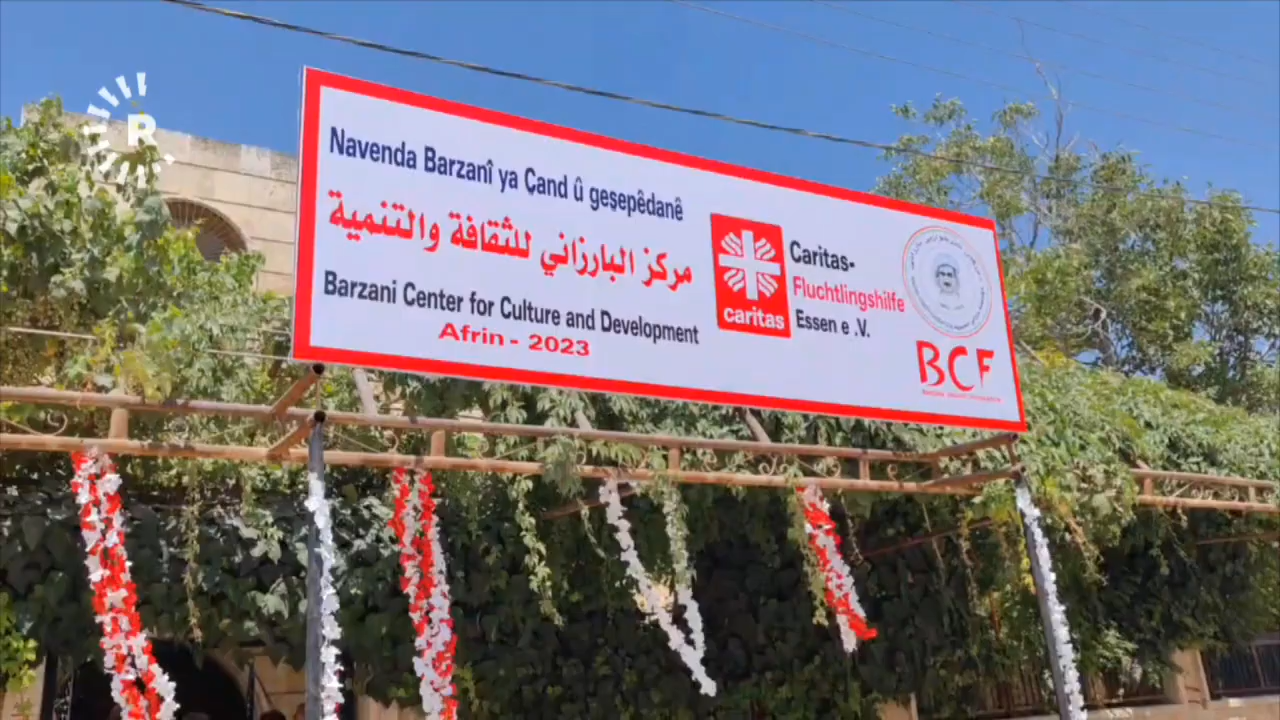 R
Navenda Barzanî ya Çand û geşepêdanê
مركز البارزاني للثقافة والتنمية
Barzani Center for Culture and Development
Afrin - 2023
caritas
Caritas-
Fluchtlingshilfe
Essen e .V.
BCF